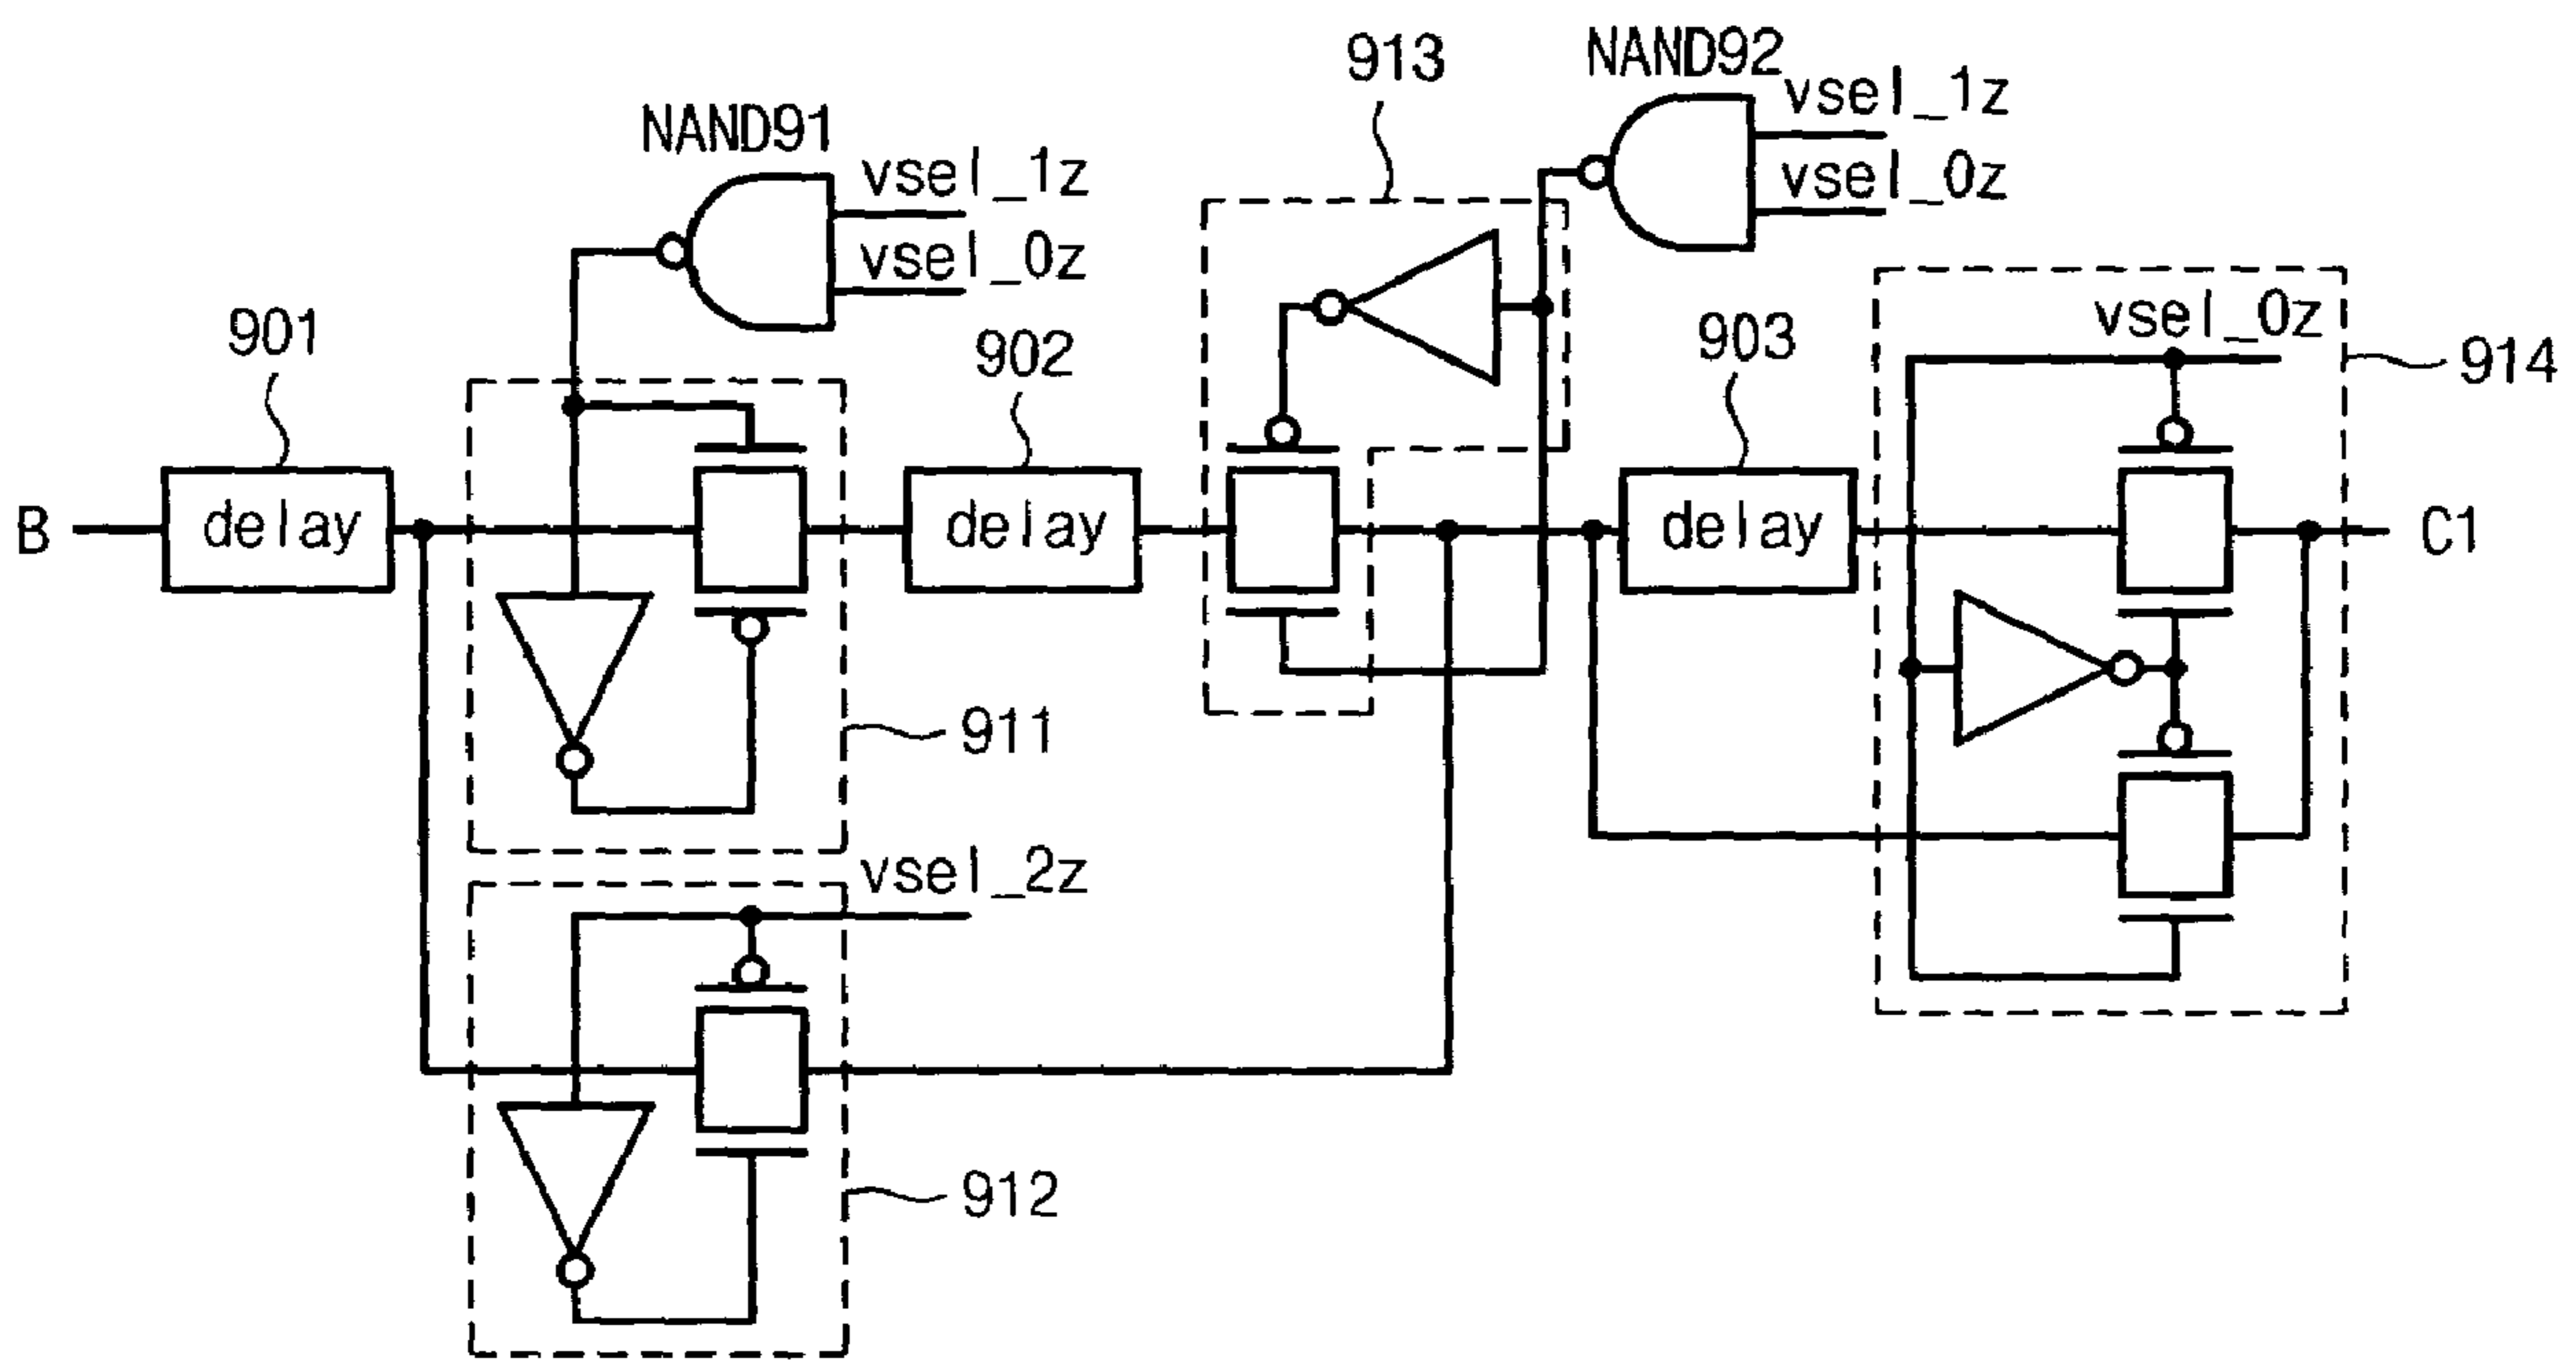 913
NAND92
vsel_1z
vsel_0z
NAND91
vsel_1z
vsel_0z
901
902
903
vsel_0z
914
B
delay
delay
delay
C1
911
vsel_2z
912